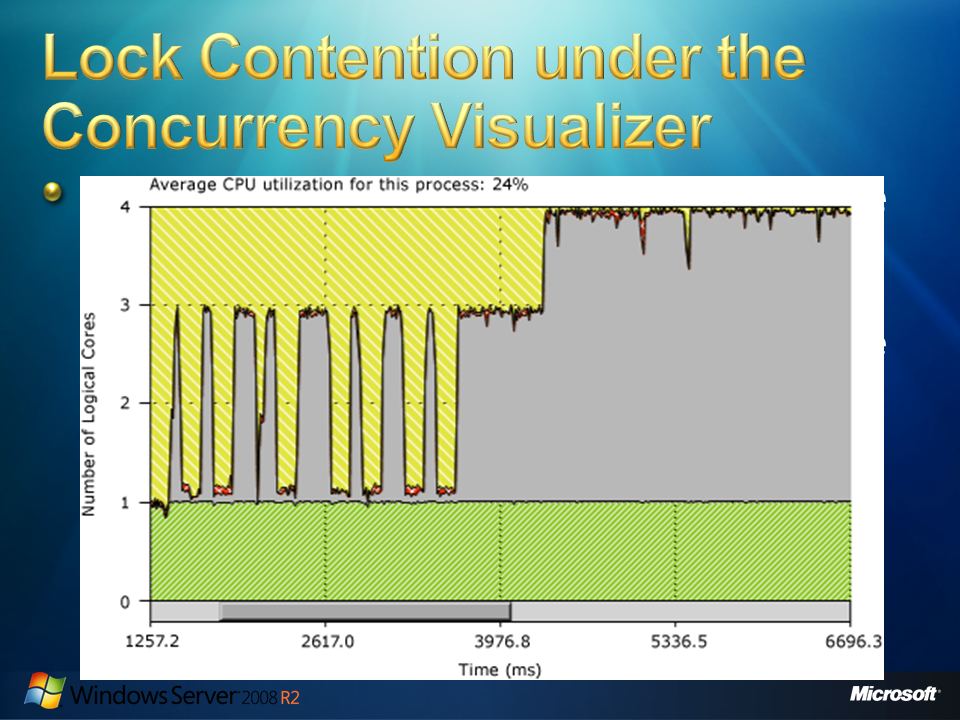 Lock Contention under the
Concurrency Visualizer
Average CPU utilization for this process: 24%
4
3
2
1
0
Number of Logical Cores
1257.2
2617.0
3976.8
5336.5
6696.3
Time (ms)
Windows Server 2008 R2
Microsoft